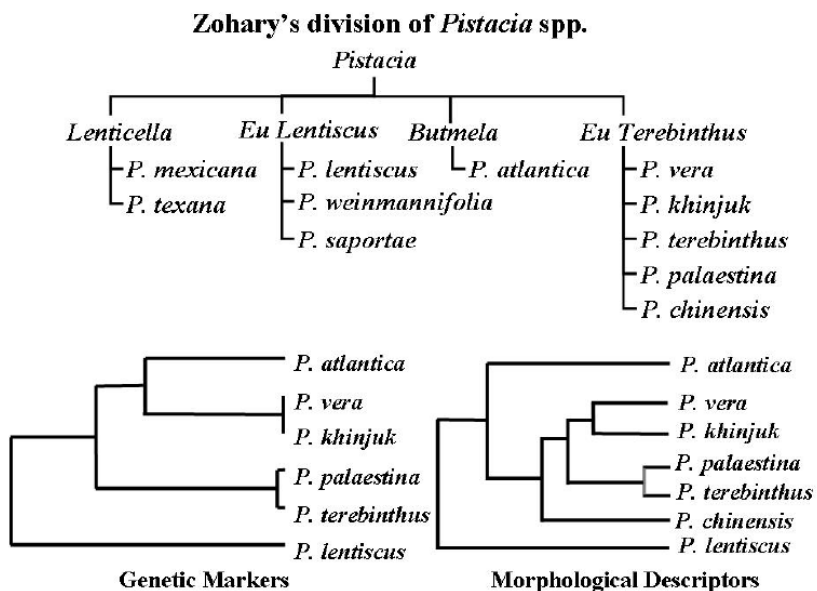 Zohary's division of Pistacia spp.
Pistacia
Lenticella Eu Lentiscus Butmela Eu Terebinthus
P. mexicana P. lentiscus P. atlantica P. vera
P. texana P. weinmannifolia P. khinjuk
P. saportae P. terebinthus
P. palaestina
P. chinensis
P. atlantica
P. vera
P. khinjuk
P. palaestina
P. terebinthus
P. lentiscus
Genetic Markers
P. atlantica
P. vera
P. khinjuk
P. palaestina
P. terebinthus
P. chinensis
P. lentiscus
Morphological Descriptors